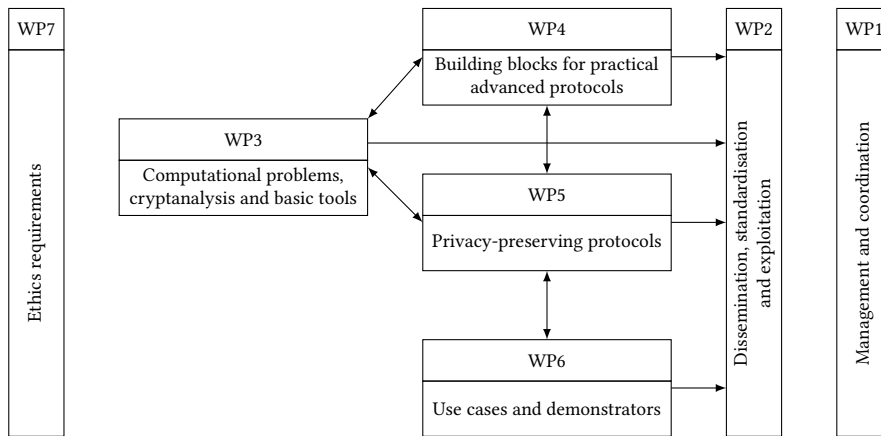 WP7
Ethics requirements
WP3
Computational problems,
cryptanalysis and basic tools
WP4
Building blocks for practical
advanced protocols
WP5
Privacy-preserving protocols
WP6
Use cases and demonstrators
WP2
Dissemination, standardisation
and exploitation
WP1
Management and coordination